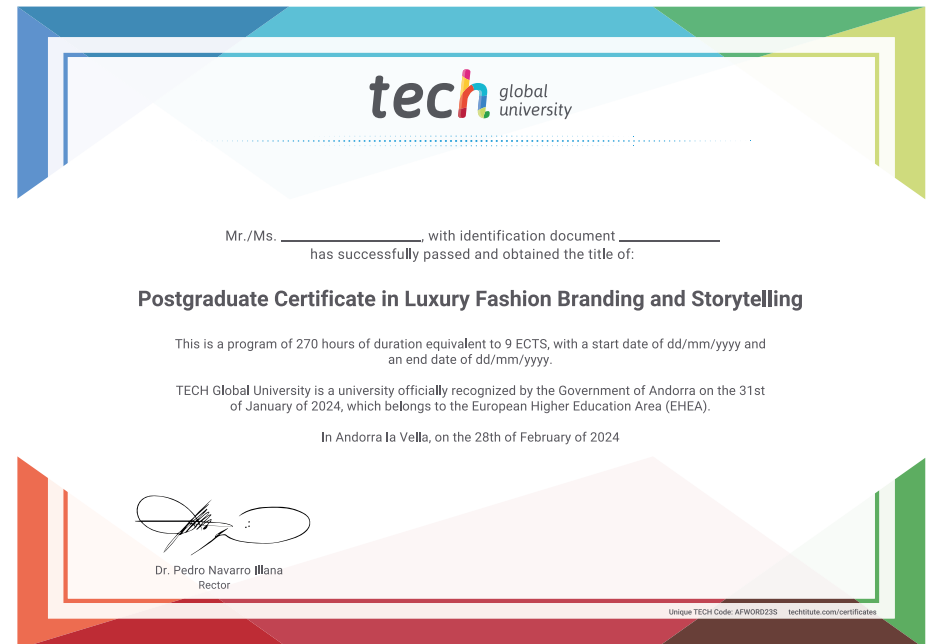 tech global
university
Mr./Ms. ______________, with identification document __________
has successfully passed and obtained the title of:
Postgraduate Certificate in Luxury Fashion Branding and Storytelling
This is a program of 270 hours of duration equivalent to 9 ECTS, with a start date of dd/mm/yyyy and
an end date of dd/mm/yyyy.
TECH Global University is a university officially recognized by the Government of Andorra on the 31st
of January of 2024, which belongs to the European Higher Education Area (EHEA).
In Andorra la Vella, on the 28th of February of 2024
Dr. Pedro Navarro Illana
Rector
Unique TECH Code: AFWORD23S techtitute.com/certificates